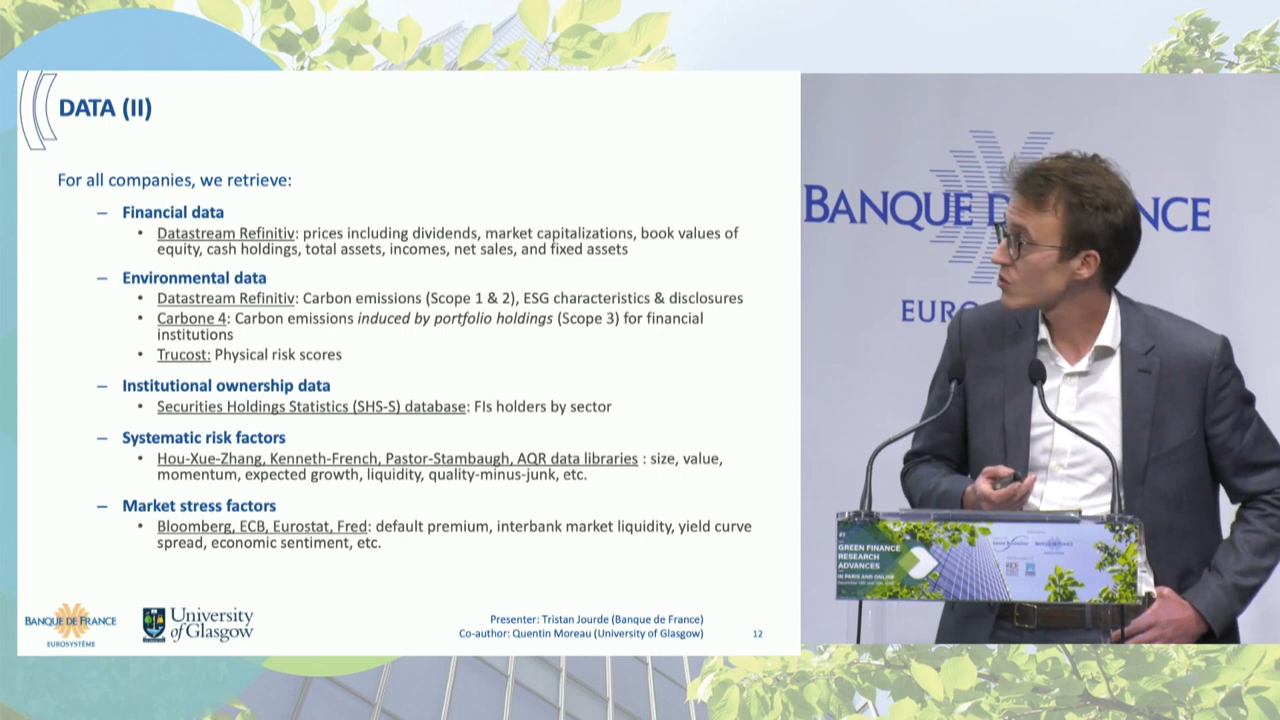 DATA (II)
For all companies, we retrieve:
– Financial data
• Datastream Refinitiv: prices including dividends, market capitalizations, book values of
equity, cash holdings, total assets, incomes, net sales, and fixed assets
– Environmental data
• Datastream Refinitiv: Carbon emissions (Scope 1 & 2), ESG characteristics & disclosures
• Carbone 4: Carbon emissions induced by portfolio holdings (Scope 3) for financial
institutions
• Trucost: Physical risk scores
– Institutional ownership data
• Securities Holdings Statistics (SHS-S) database: FIs holders by sector
– Systematic risk factors
• Hou-Xue-Zhang, Kenneth-French, Pastor-Stambaugh, AQR data libraries : size, value,
momentum, expected growth, liquidity, quality-minus-junk, etc.
– Market stress factors
• Bloomberg, ECB, Eurostat, Fred: default premium, interbank market liquidity, yield curve
spread, economic sentiment, etc.
BANQUE DE FRANCE
EUROSYSTÈME
University
of Glasgow
Presenter: Tristan Jourde (Banque de France)
Co-author: Quentin Moreau (University of Glasgow)
12
BANQUE D NCE
EURO
GREEN FINANCE
RESEARCH
ADVANCES
IN PARIS AND ONLINE